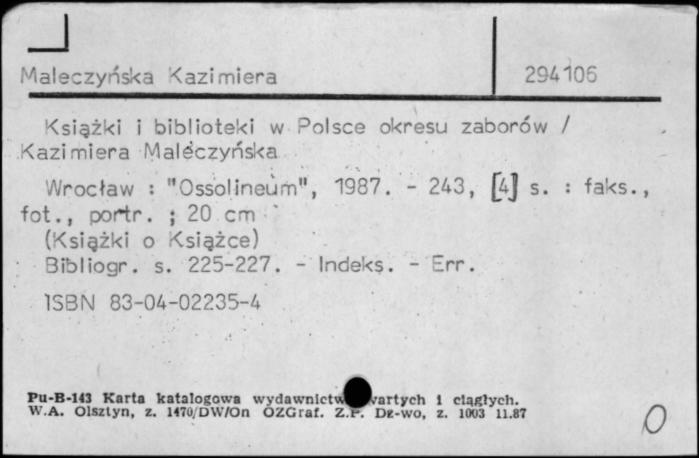 Maleczyńska Kazimiera 294106
Książki i biblioteki w Polsce okresu zaborów /
Kazimiera Maleczyńska
Wrocław : "Ossolineum", 1987. - 243, [4] s. : faks.,
fot., portr. ; 20 cm
(Książki o Książce)
Bibliogr. s. 225-227. - Indeks. - Err.
ISBN 83-04-02235-4
Pu-B-143 Karta katalogowa wydawnictw zwartych i ciągłych.
W.A. Olsztyn, z. 1470/DW/On OZGraf. Z.P. Dz-wo, z. 1003 11.87
O